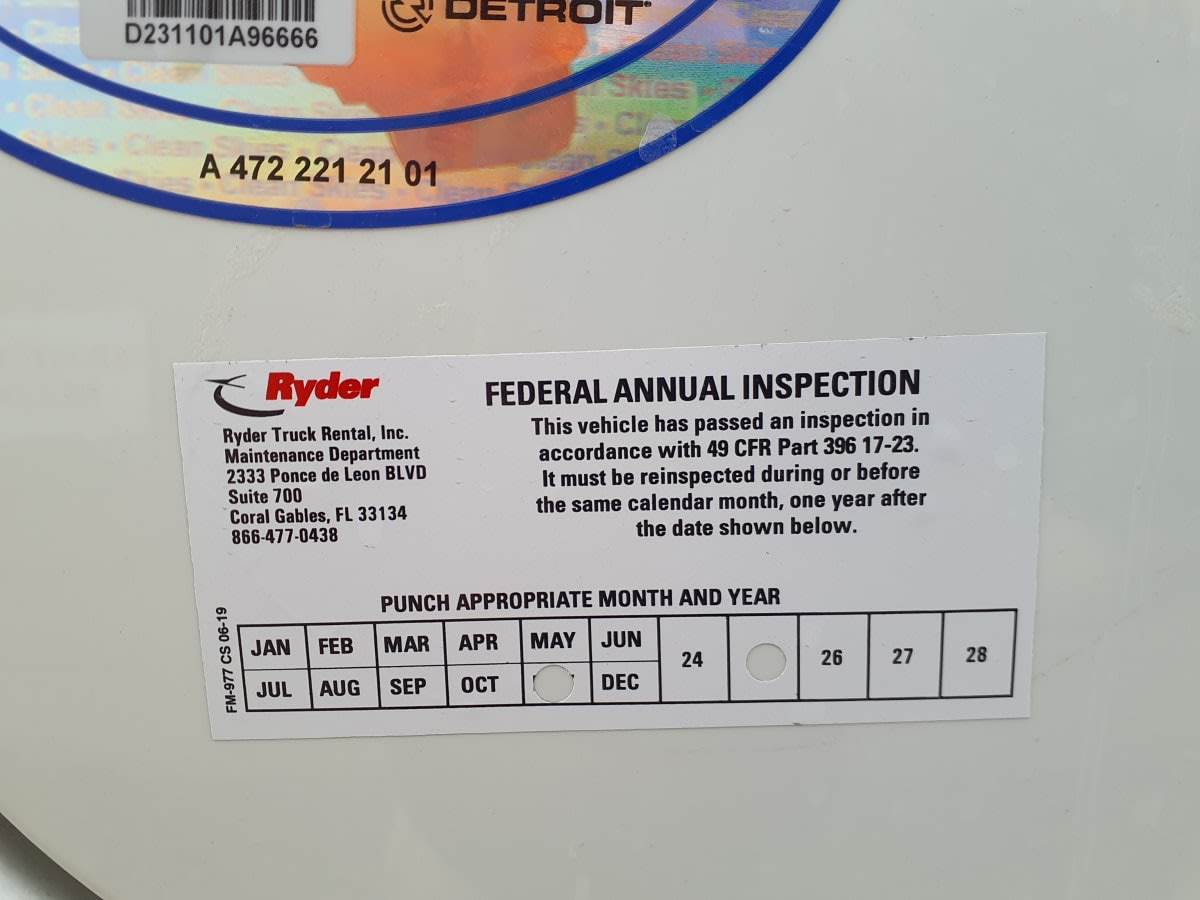 DETROIT
D231101A96666
Clean Skies
A 472 221 21 01
Ryder
Ryder Truck Rental, Inc.
Maintenance Department
2333 Ponce de Leon BLVD
Suite 700
Coral Gables, FL 33134
866-477-0438
FEDERAL ANNUAL INSPECTION
This vehicle has passed an inspection in
accordance with 49 CFR Part 396 17-23.
It must be reinspected during or before
the same calendar month, one year after
the date shown below.
PUNCH APPROPRIATE MONTH AND YEAR
JAN FEB MAR APR MAY JUN
JUL AUG SEP OCT DEC
24 26 27 28
FM-977 CS 06-19